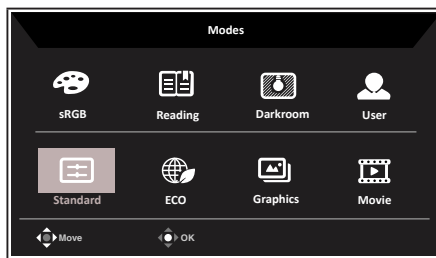 Modes
sRGB Reading Darkroom User
Standard ECO Graphics Movie
Move OK